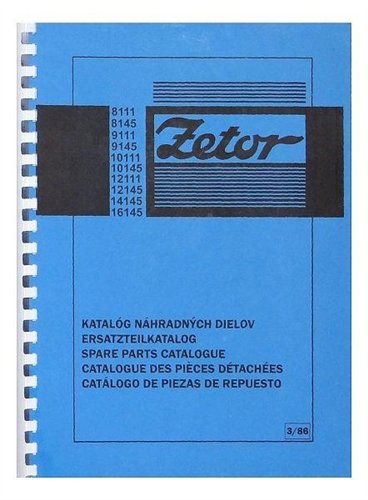 8111
8145
9111
9145
10111
10145
12111
12145
14145
16145
Zetor
KATALÓG NÁHRADNÝCH DIELOV
ERSATZTEILKATALOG
SPARE PARTS CATALOGUE
CATALOGUE DES PIÈCES DÉTACHÉES
CATÁLOGO DE PIEZAS DE REPUESTO
3/86